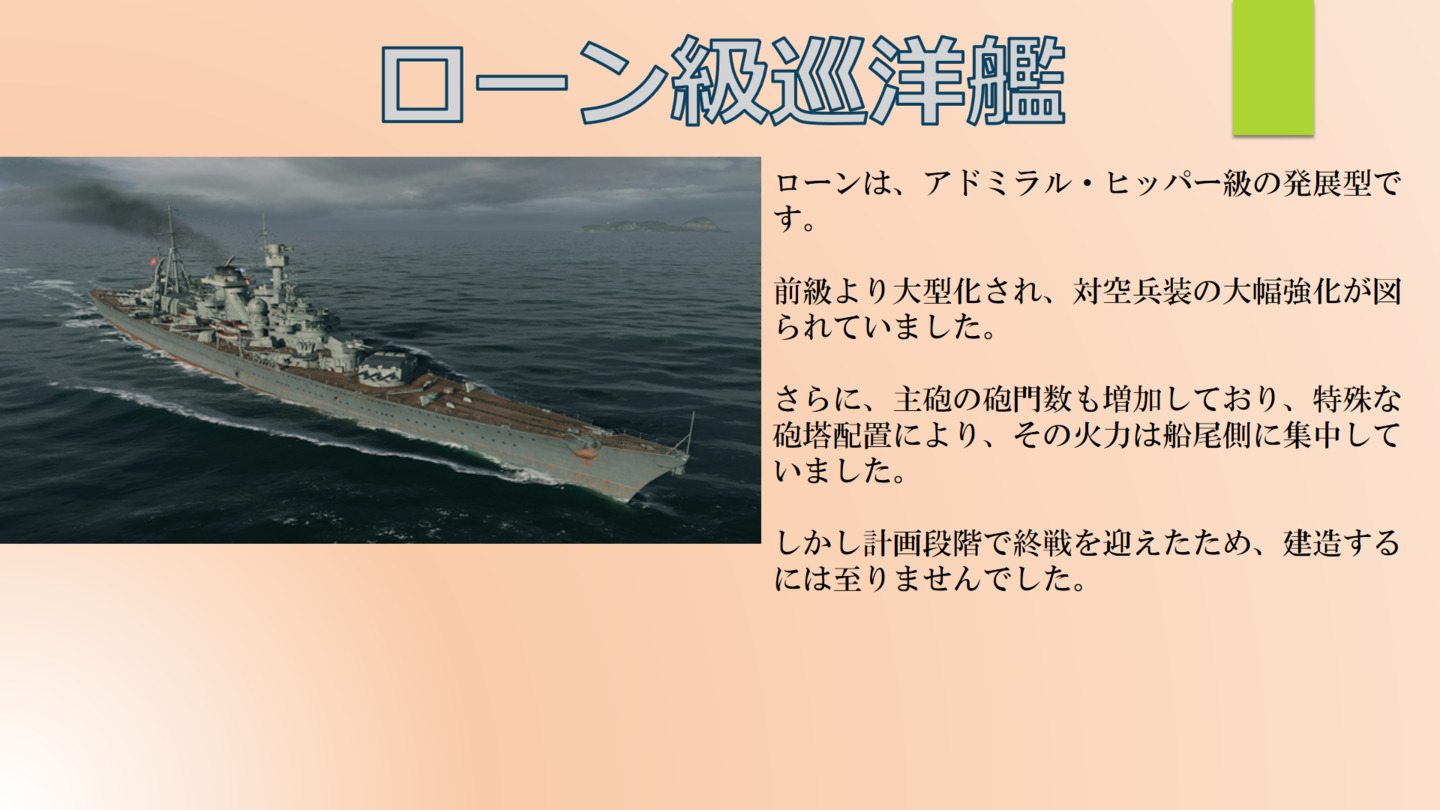 ローン級巡洋艦
ローンは、アドミラル・ヒッパー級の発展型で
す。
前級より大型化され、対空兵装の大幅強化が図
られていました。
さらに、主砲の砲門数も増加しており、特殊な
砲塔配置により、その火力は船尾側に集中して
いました。
しかし計画段階で終戦を迎えたため、建造する
には至りませんでした。